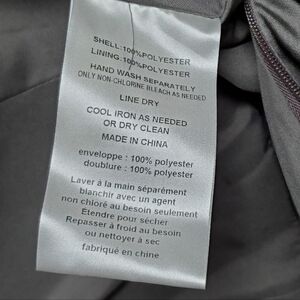 SHELL:100%POLYESTER
LINING:100%POLYESTER
HAND WASH SEPARATELY
ONLY NON-CHLORINE BLEACH AS NEEDED
LINE DRY
COOL IRON AS NEEDED
OR DRY CLEAN
MADE IN CHINA
enveloppe : 100% polyester
doublure : 100% polyester
Laver à la main séparément
blanchir avec un agent
non chloré au besoin seulement
Étendre pour sécher
Repasser à froid au besoin
ou nettoyer à sec
fabriqué en chine